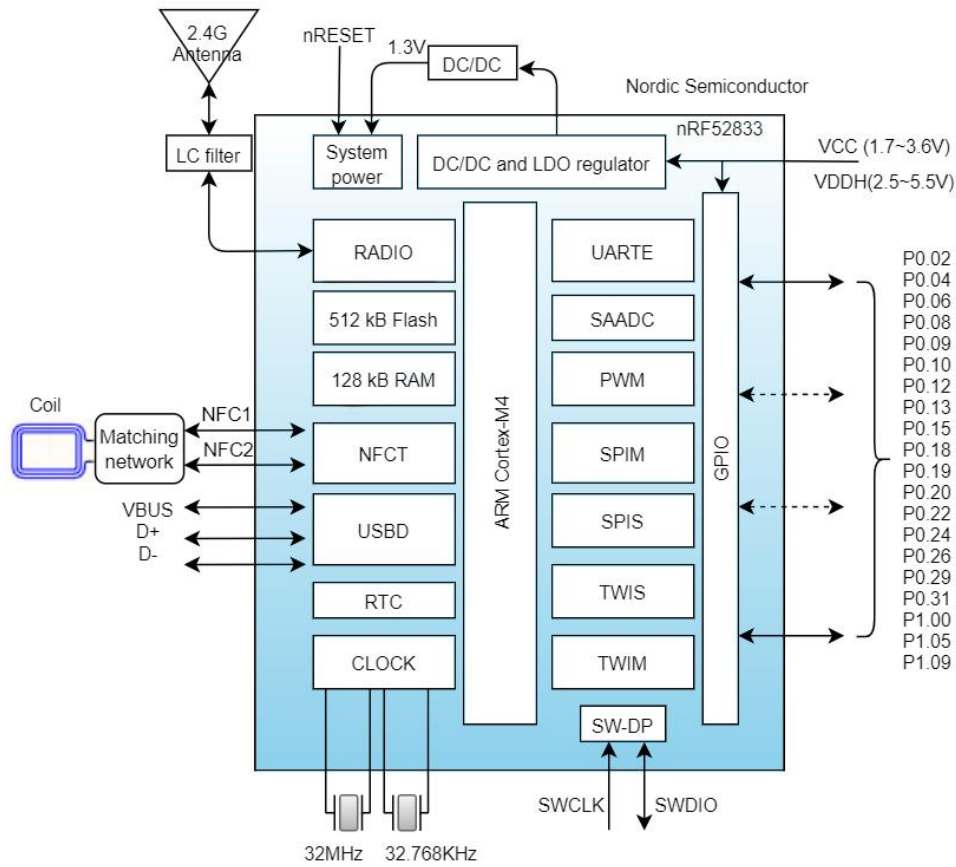 2.4G
Antenna
nRESET
1.3V
DC/DC
Nordic Semiconductor
nRF52833
LC filter
System
power
DC/DC and LDO regulator
VCC (1.7~3.6V)
VDDH(2.5~5.5V)
RADIO
512 kB Flash
128 kB RAM
Coil
Matching
network
NFC1
NFC2
NFCT
VBUS
D+
D-
USBD
RTC
CLOCK
ARM Cortex-M4
UARTE
SAADC
PWM
SPIM
SPIS
TWIS
TWIM
SW-DP
GPIO
P0.02
P0.04
P0.06
P0.08
P0.09
P0.10
P0.12
P0.13
P0.15
P0.18
P0.19
P0.20
P0.22
P0.24
P0.26
P0.29
P0.31
P1.00
P1.05
P1.09
SWCLK
SWDIO
32MHz
32.768KHz